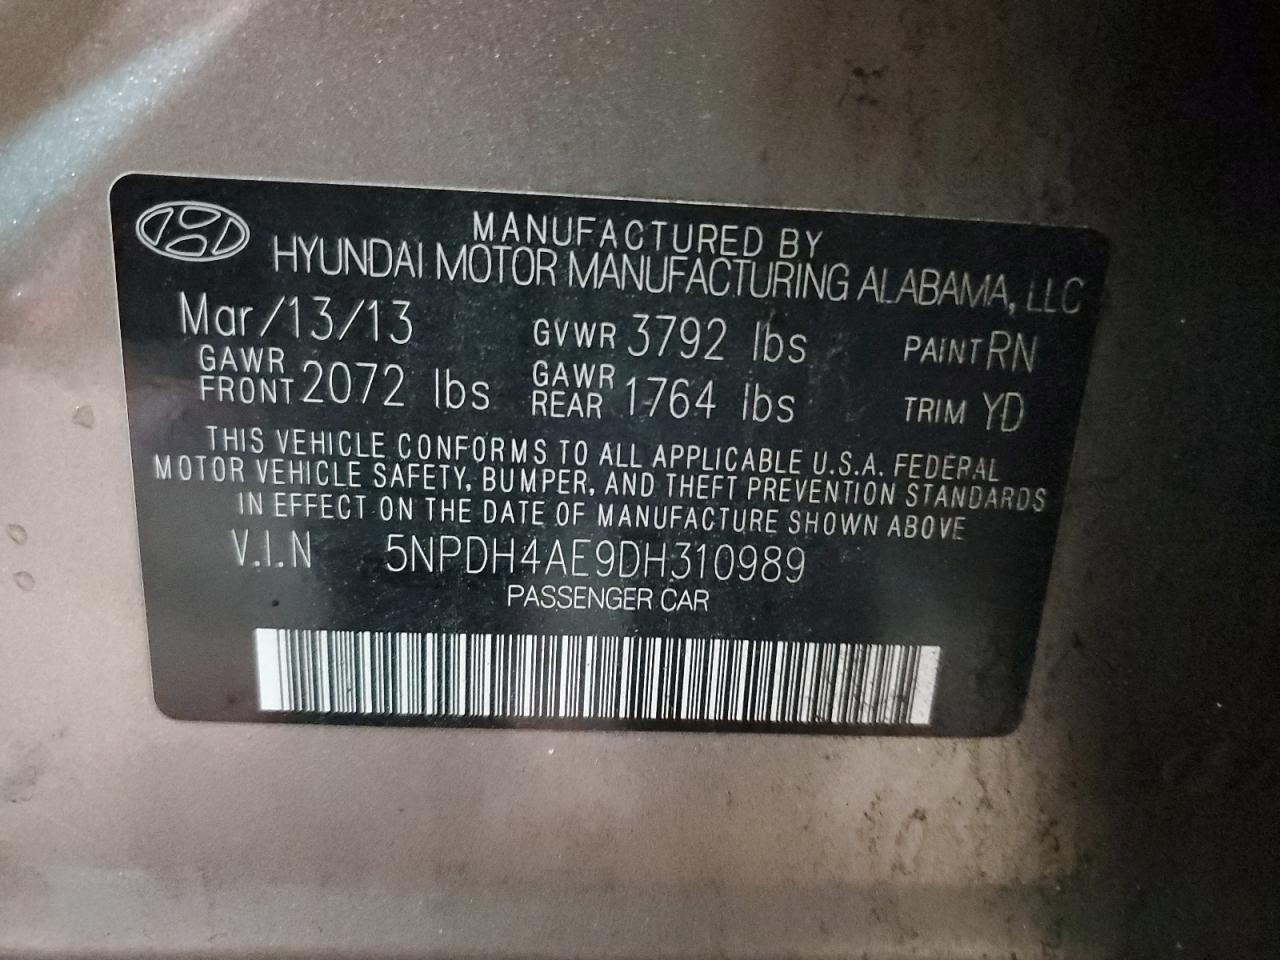 MANUFACTURED BY
HYUNDAI MOTOR MANUFACTURING ALABAMA, LLC
Mar/13/13 GVWR 3792 lbs PAINT RN
GAWR FRONT 2072 lbs GAWR REAR 1764 lbs TRIM YD
THIS VEHICLE CONFORMS TO ALL APPLICABLE U.S.A. FEDERAL
MOTOR VEHICLE SAFETY, BUMPER, AND THEFT PREVENTION STANDARDS
IN EFFECT ON THE DATE OF MANUFACTURE SHOWN ABOVE
V.I.N 5NPDH4AE9DH310989
PASSENGER CAR